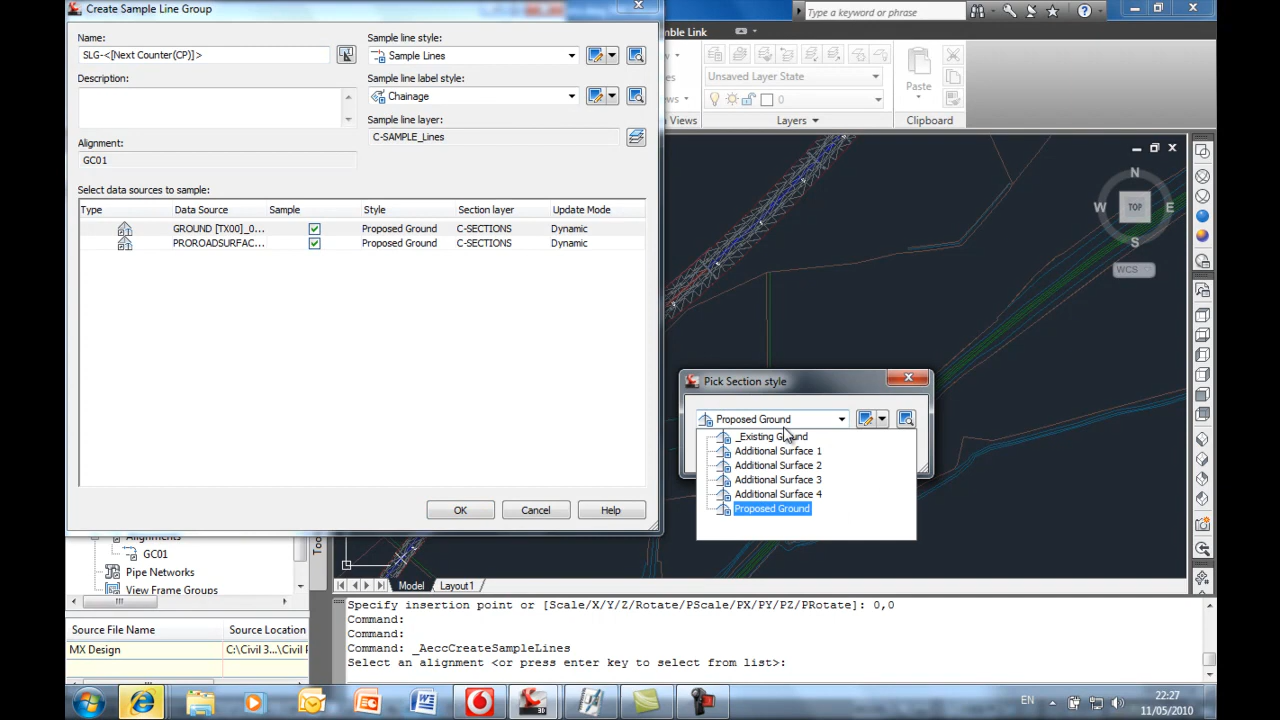 Create Sample Line Group
Type a keyword or phrase
mble Link
Name:
SLG-<[Next Counter(CP)]>
Sample line style:
Sample Lines
Description:
Sample line label style:
Chainage
Sample line layer:
C-SAMPLE_Lines
Alignment:
GC01
Unsaved Layer State
0
Views
Layers
Paste
Clipboard
Select data sources to sample:
Type Data Source Sample Style Section layer Update Mode
GROUND [TX00]_0... Proposed Ground C-SECTIONS Dynamic
PROROADSURFAC... Proposed Ground C-SECTIONS Dynamic
N
W TOP E
S
WCS
Pick Section style
Proposed Ground
_Existing Ground
Additional Surface 1
Additional Surface 2
Additional Surface 3
Additional Surface 4
Proposed Ground
OK Cancel Help
Alignments
GC01
Pipe Networks
View Frame Groups
Model Layout1
Source File Name Source Location
MX Design C:\Civil 3...\Civil
Specify insertion point or [Scale/X/Y/Z/Rotate/PScale/PX/PY/PZ/PRotate]: 0,0
Command:
Command:
Command: _AeccCreateSampleLines
Select an alignment <or press enter key to select from list>:
EN
22:27
11/05/2010